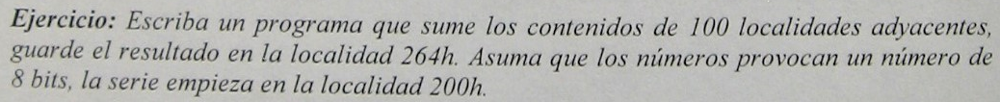 Ejercicio: Escriba un programa que sume los contenidos de 100 localidades adyacentes,
guarde el resultado en la localidad 264h. Asuma que los números provocan un número de
8 bits, la serie empieza en la localidad 200h.